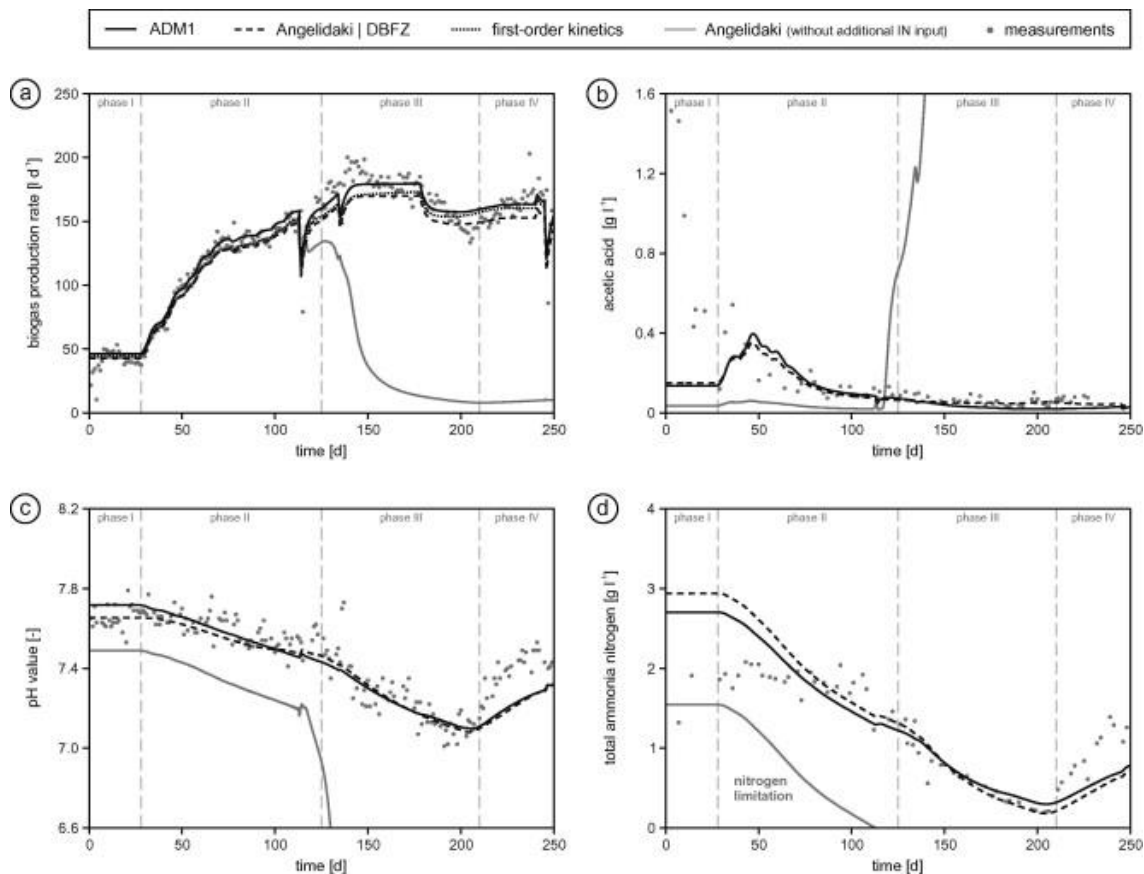 ADM1 Angelidaki | DBFZ first-order kinetics Angelidaki (without additional IN input) measurements
a
phase I phase II phase III phase IV
250
200
150
100
50
0
biogas production rate [l d⁻¹]
0 50 100 150 200 250
time [d]
b
phase I phase II phase III phase IV
1.6
1.2
0.8
0.4
0
acetic acid [g l⁻¹]
0 50 100 150 200 250
time [d]
c
phase I phase II phase III phase IV
8.2
7.8
7.4
7.0
6.6
pH value [-]
0 50 100 150 200 250
time [d]
d
phase I phase II phase III phase IV
4
3
2
1
0
total ammonia nitrogen [g l⁻¹]
nitrogen
limitation
0 50 100 150 200 250
time [d]